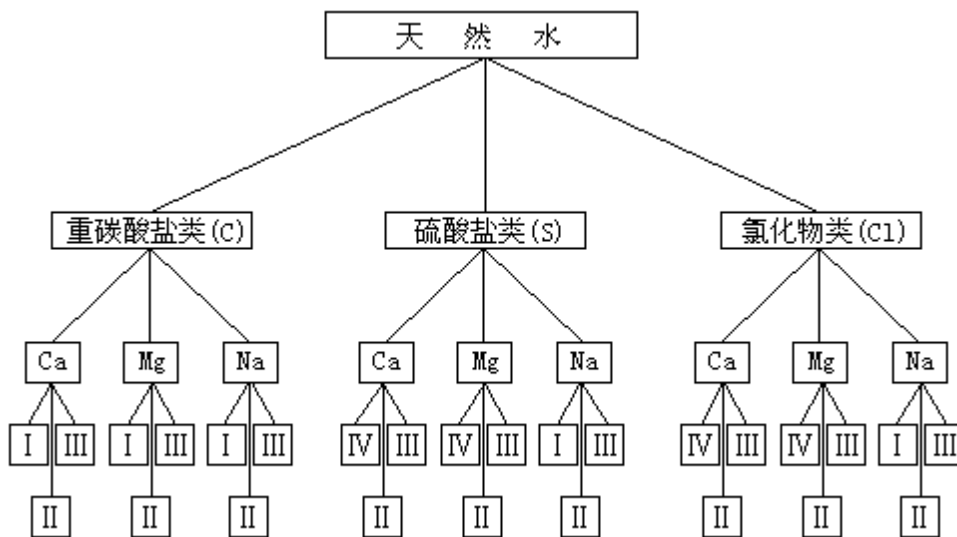 天 然 水
重碳酸盐类(C) 硫酸盐类(S) 氯化物类(Cl)
Ca Mg Na Ca Mg Na Ca Mg Na
I III I III I III IV III IV III I III IV III IV III I III
II II II II II II II II II